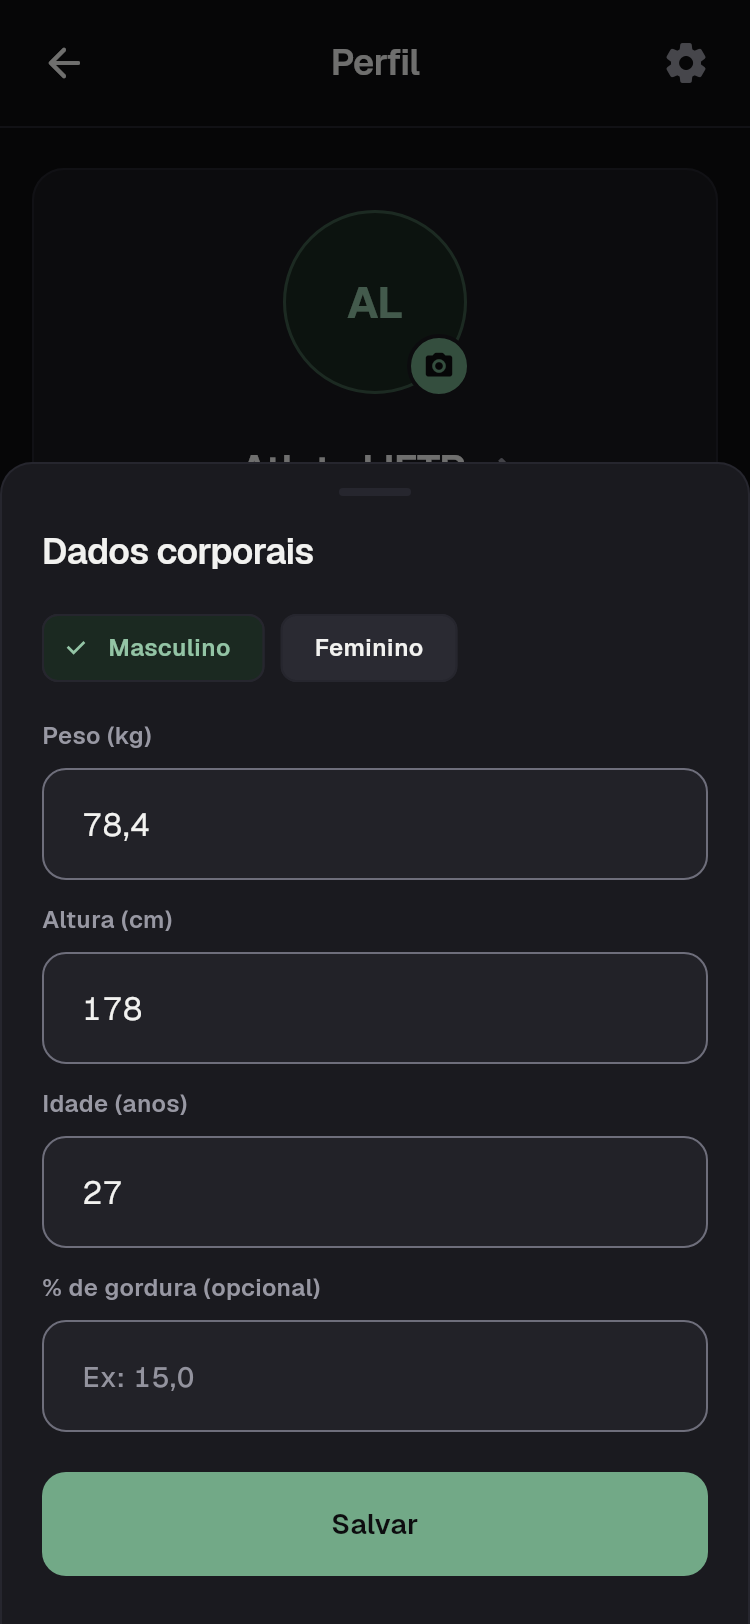 Perfil
AL
Dados corporais
Masculino
Feminino
Peso (kg)
78,4
Altura (cm)
178
Idade (anos)
27
% de gordura (opcional)
Ex: 15,0
Salvar